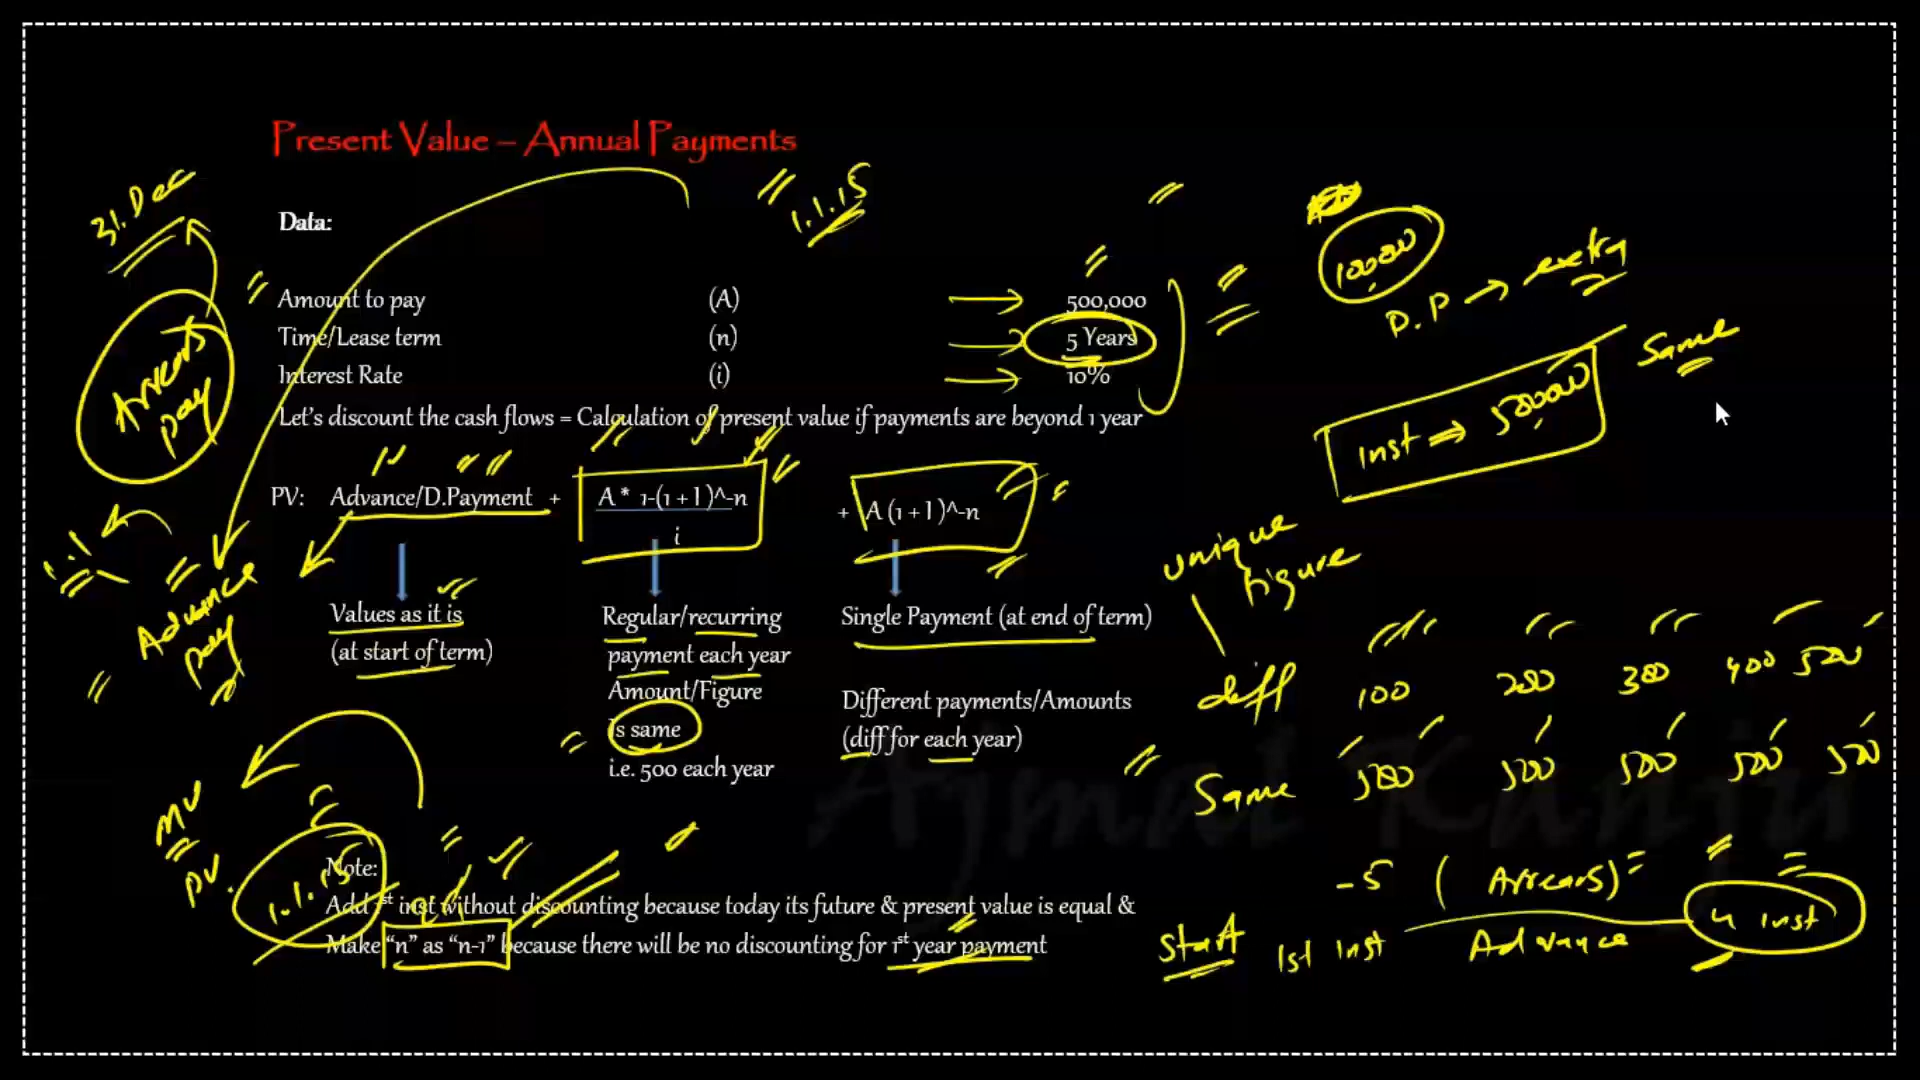 Present Value – Annual Payments
31. Dec
1.1.15
Data:
10000
D.P → extra
Amount to pay (A) 500,000
Time/Lease term (n) 5 Years
Interest Rate (i) 10%
Same
Arrears pay
Inst ⇒ 50000
Let's discount the cash flows = Calculation of present value if payments are beyond 1 year
PV: Advance/D.Payment + A * 1-(1 + I )^-n + A (1 + I )^-n
i
1.1
Advance pay
unique figure
Values as it is
(at start of term)
Regular/recurring
payment each year
Amount/Figure
Is same
i.e. 500 each year
Single Payment (at end of term)
Different payments/Amounts
(diff for each year)
diff 100 200 300 400 500
Same 500 500 500 500 500
MV
PV.
1.1.15
Note:
Add 1st inst without discounting because today its future & present value is equal &
Make "n" as "n-1" because there will be no discounting for 1st year payment
-5 ( Arrears) =
Start 1st Inst Advance 4 inst
Ajmal Kanju